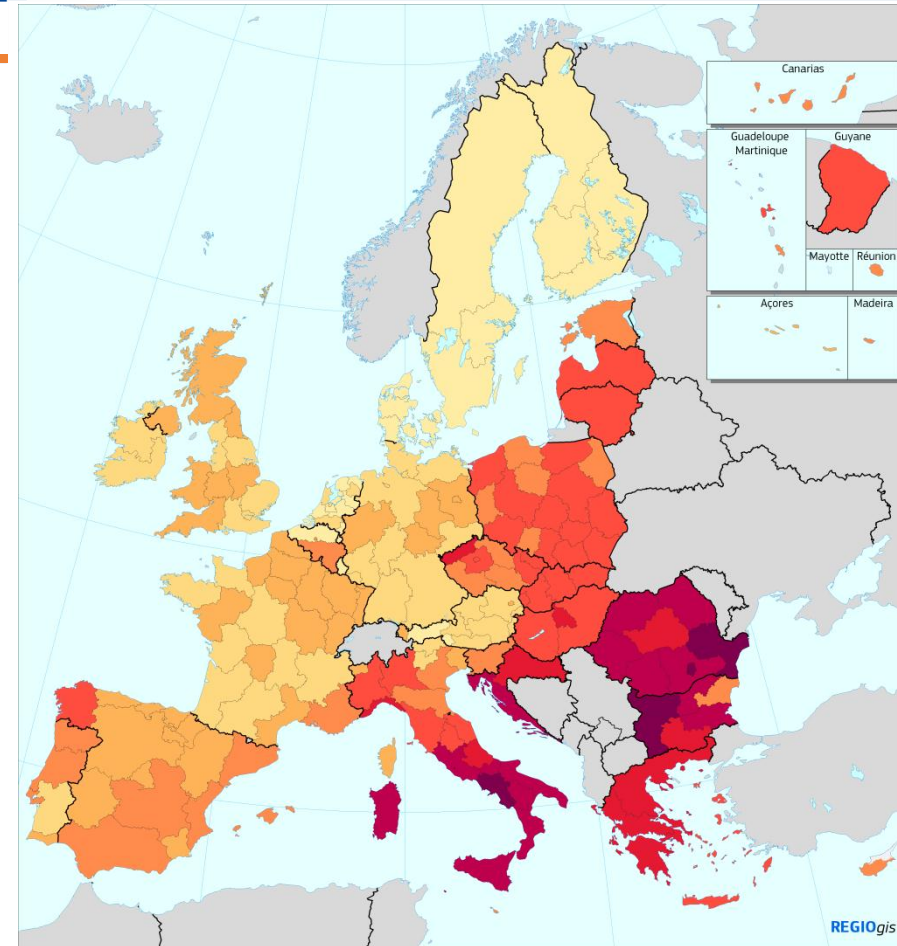 Canarias
Guadeloupe
Martinique
Guyane
Mayotte
Réunion
Açores
Madeira
REGIOgis